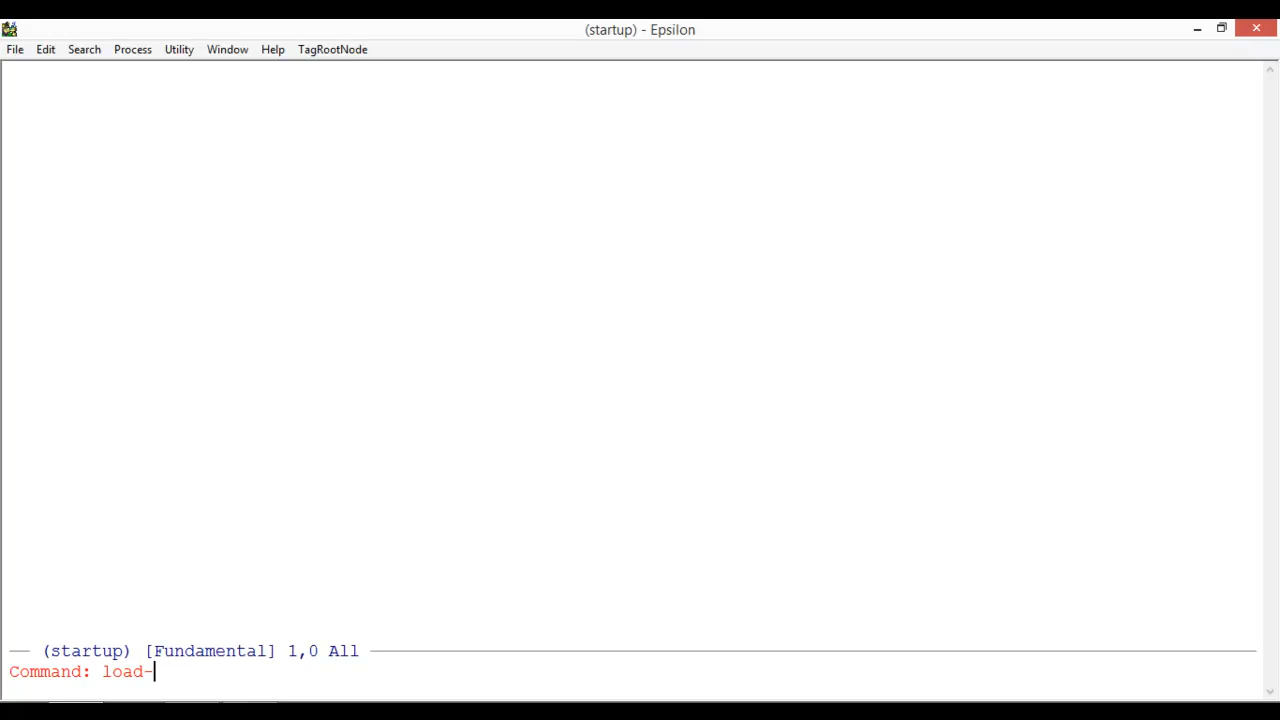 (startup) - Epsilon
File Edit Search Process Utility Window Help TagRootNode
(startup) [Fundamental] 1,0 All
Command: load-